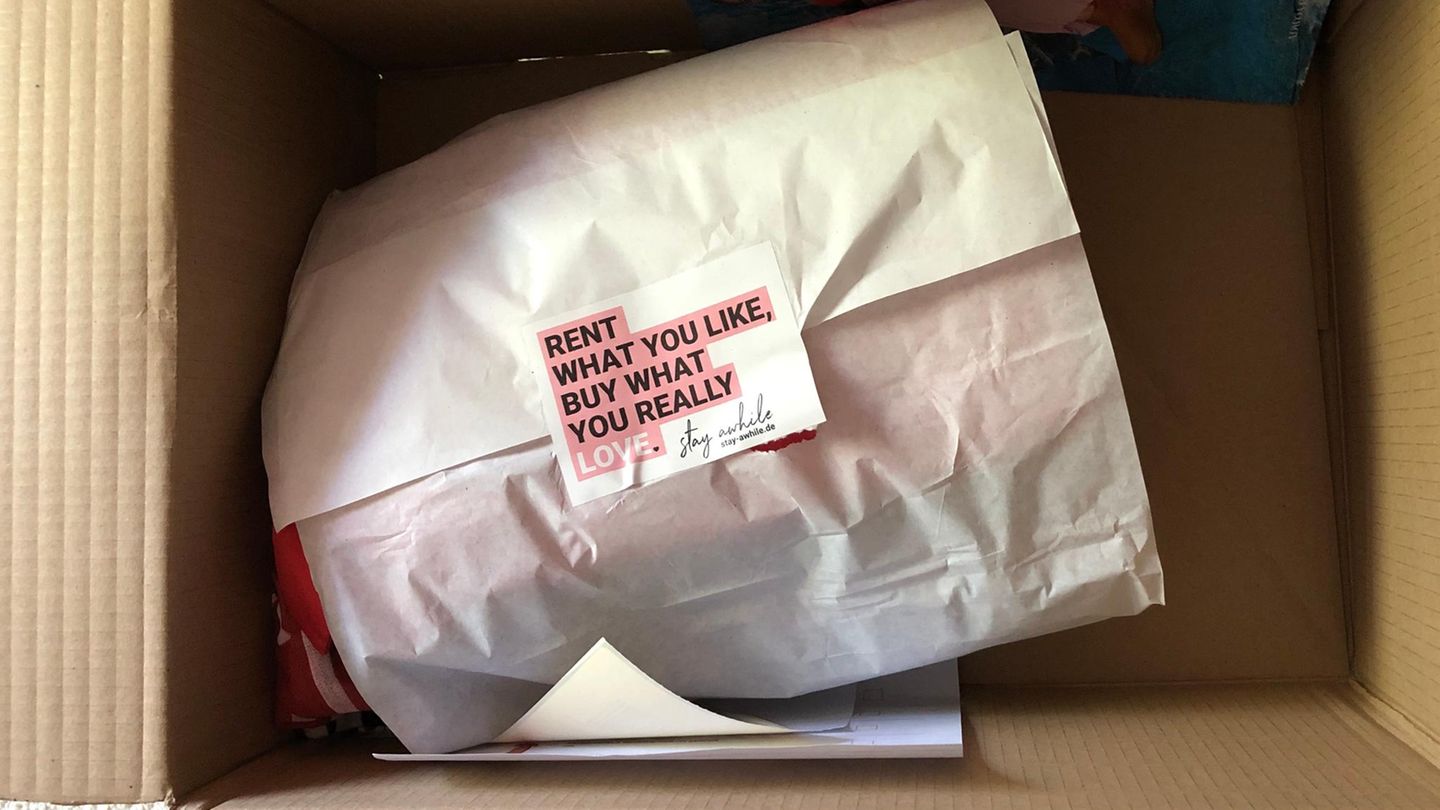 RENT
WHAT YOU LIKE,
BUY WHAT
YOU REALLY
LOVE.
stay awhile
stay-awhile.de